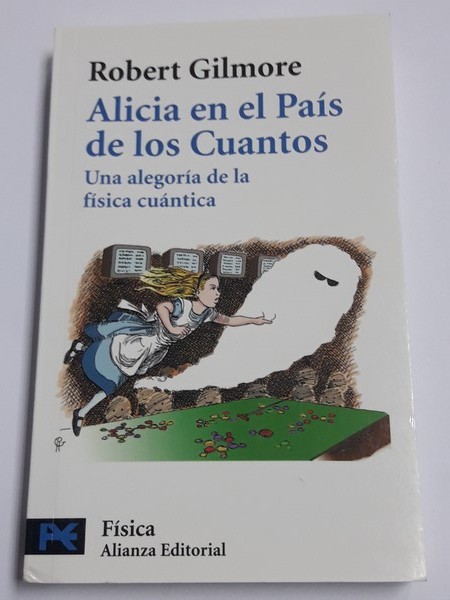 Robert Gilmore
Alicia en el País
de los Cuantos
Una alegoría de la
física cuántica
Física
Alianza Editorial